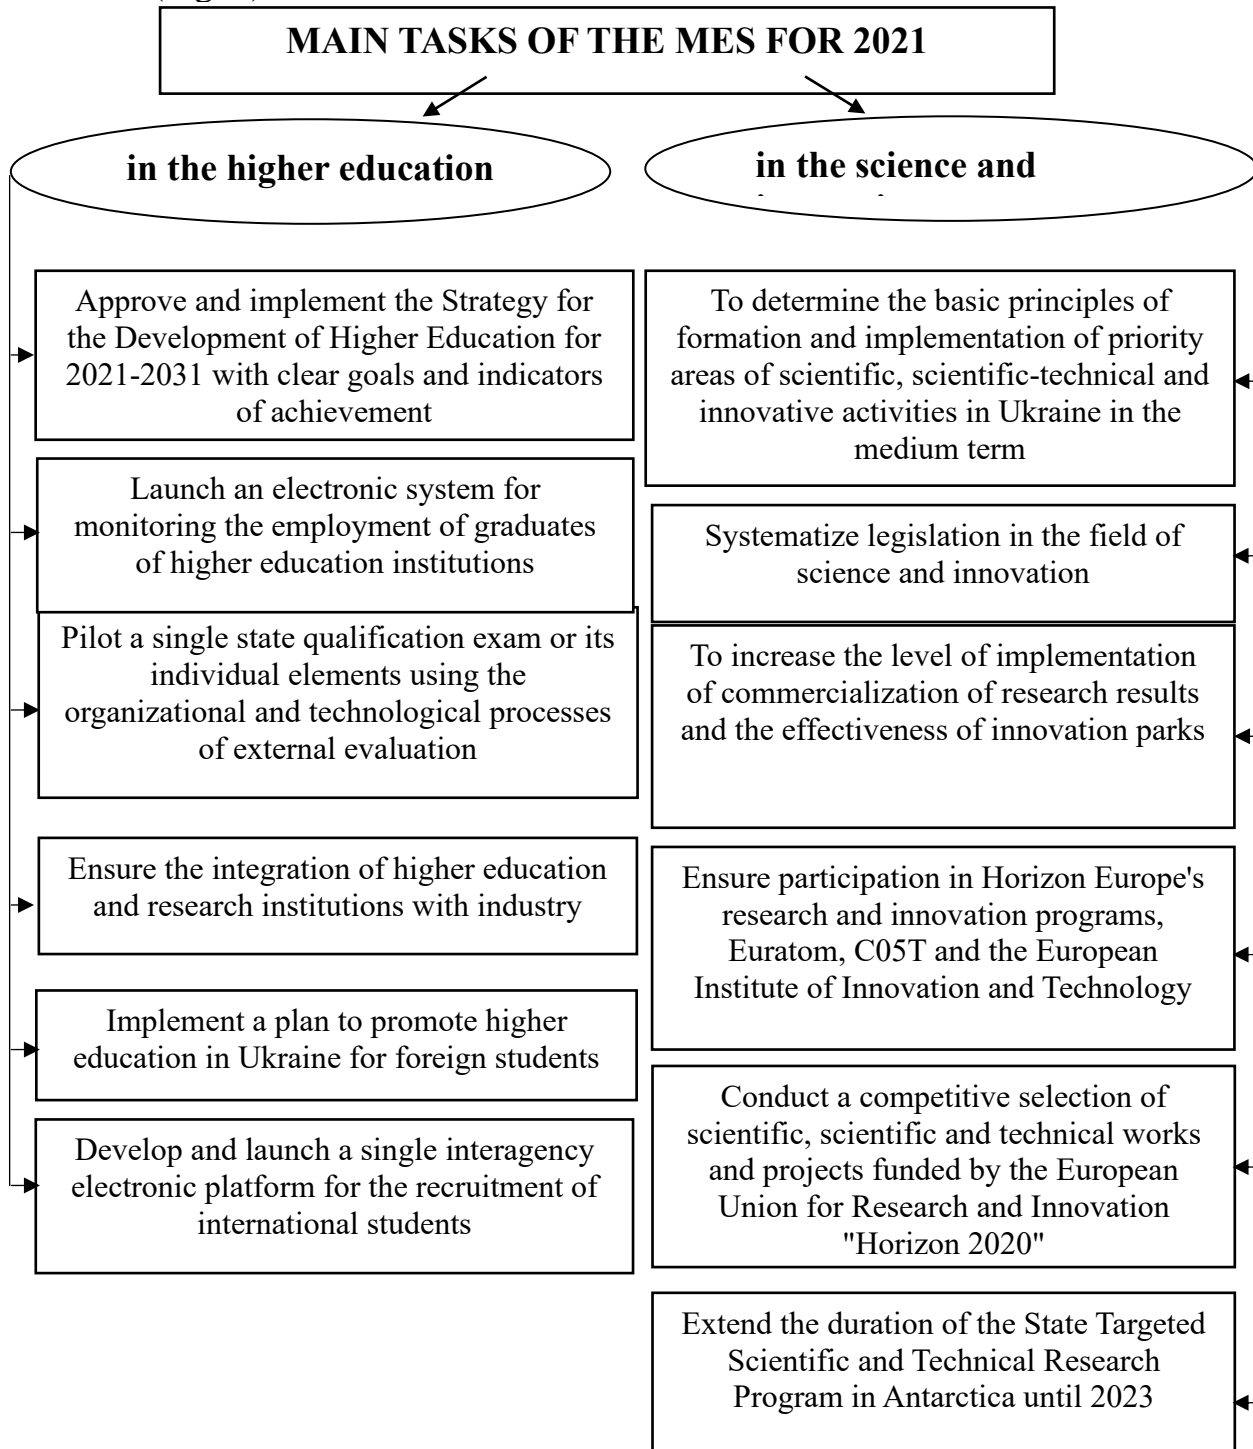 MAIN TASKS OF THE MES FOR 2021
in the higher education
in the science and
Approve and implement the Strategy for
the Development of Higher Education for
2021-2031 with clear goals and indicators
of achievement
Launch an electronic system for
monitoring the employment of graduates
of higher education institutions
Pilot a single state qualification exam or its
individual elements using the
organizational and technological processes
of external evaluation
Ensure the integration of higher education
and research institutions with industry
Implement a plan to promote higher
education in Ukraine for foreign students
Develop and launch a single interagency
electronic platform for the recruitment of
international students
To determine the basic principles of
formation and implementation of priority
areas of scientific, scientific-technical and
innovative activities in Ukraine in the
medium term
Systematize legislation in the field of
science and innovation
To increase the level of implementation
of commercialization of research results
and the effectiveness of innovation parks
Ensure participation in Horizon Europe's
research and innovation programs,
Euratom, C05T and the European
Institute of Innovation and Technology
Conduct a competitive selection of
scientific, scientific and technical works
and projects funded by the European
Union for Research and Innovation
"Horizon 2020"
Extend the duration of the State Targeted
Scientific and Technical Research
Program in Antarctica until 2023